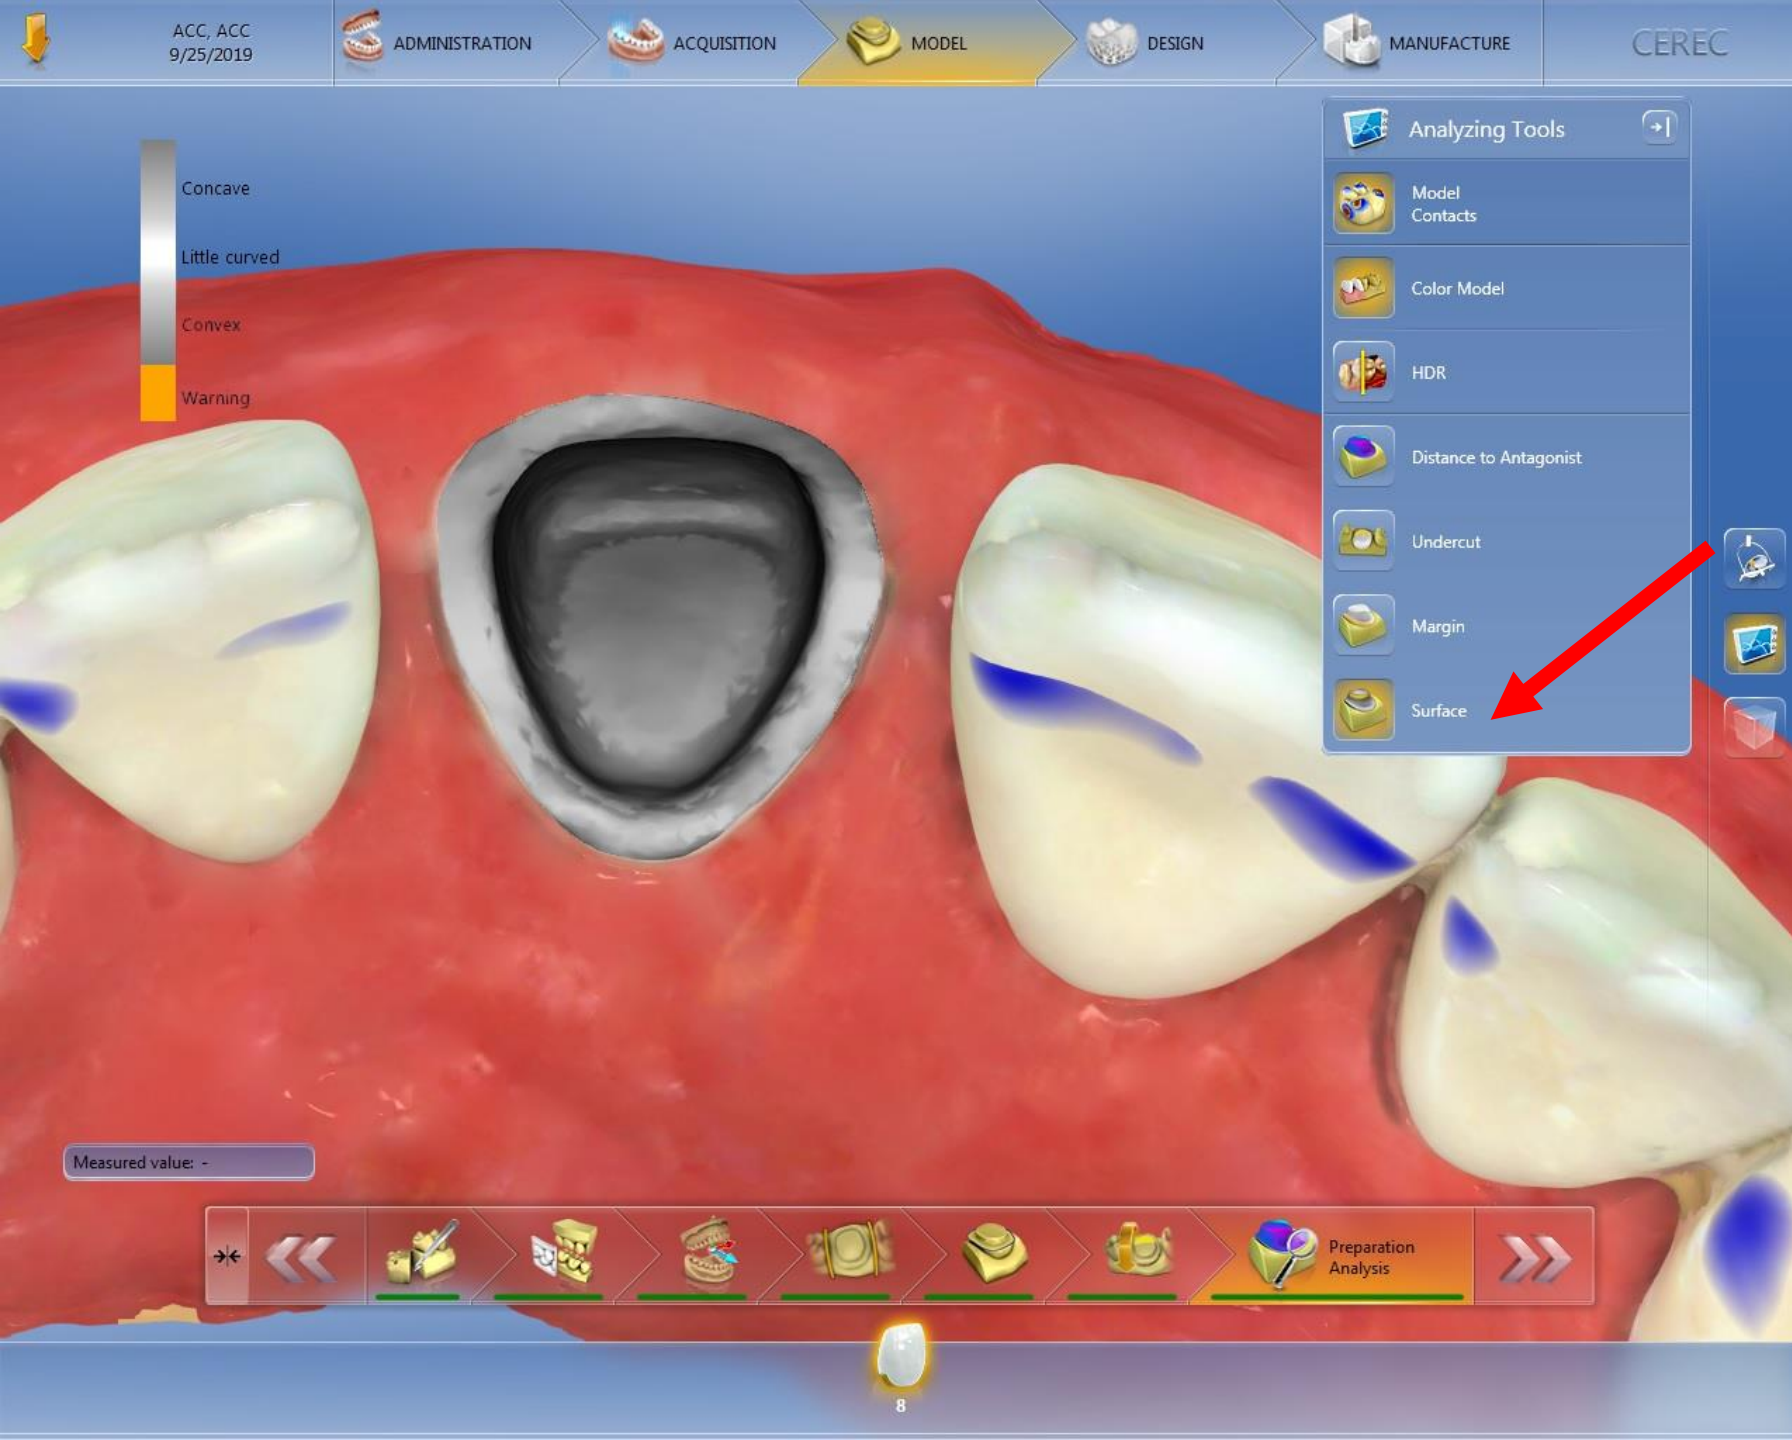 ACC, ACC
9/25/2019
ADMINISTRATION
ACQUISITION
MODEL
DESIGN
MANUFACTURE
CEREC
Concave
Little curved
Convex
Warning
Analyzing Tools
Model
Contacts
Color Model
HDR
Distance to Antagonist
Undercut
Margin
Surface
Measured value: -
Preparation
Analysis
8